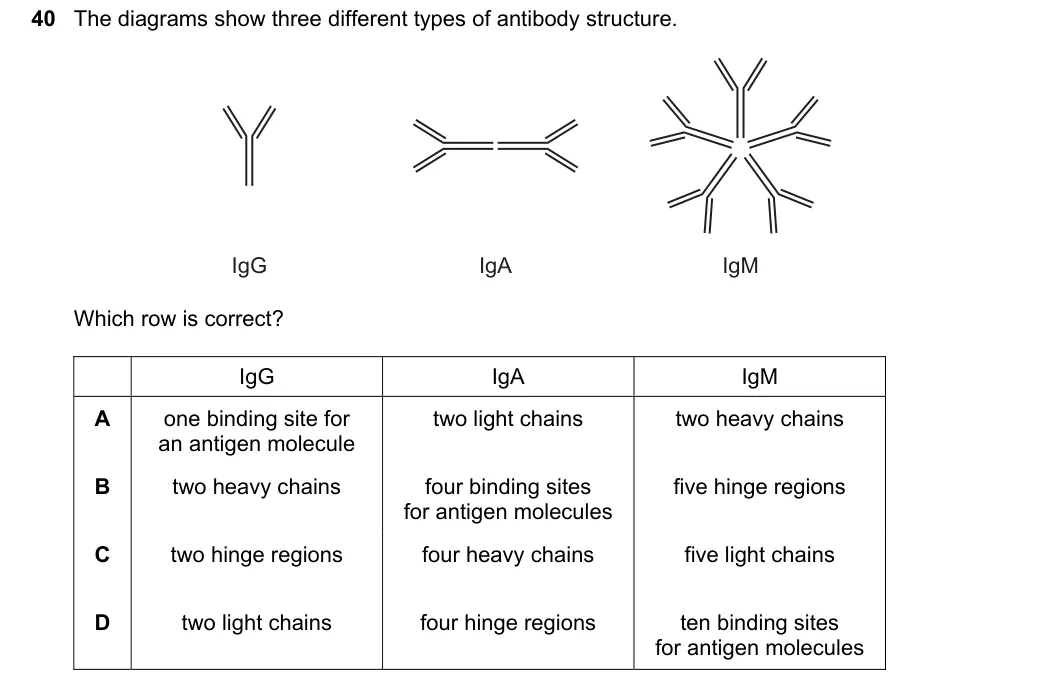 40 The diagrams show three different types of antibody structure.
IgG IgA IgM
Which row is correct?
IgG IgA IgM
A one binding site for an antigen molecule two light chains two heavy chains
B two heavy chains four binding sites for antigen molecules five hinge regions
C two hinge regions four heavy chains five light chains
D two light chains four hinge regions ten binding sites for antigen molecules